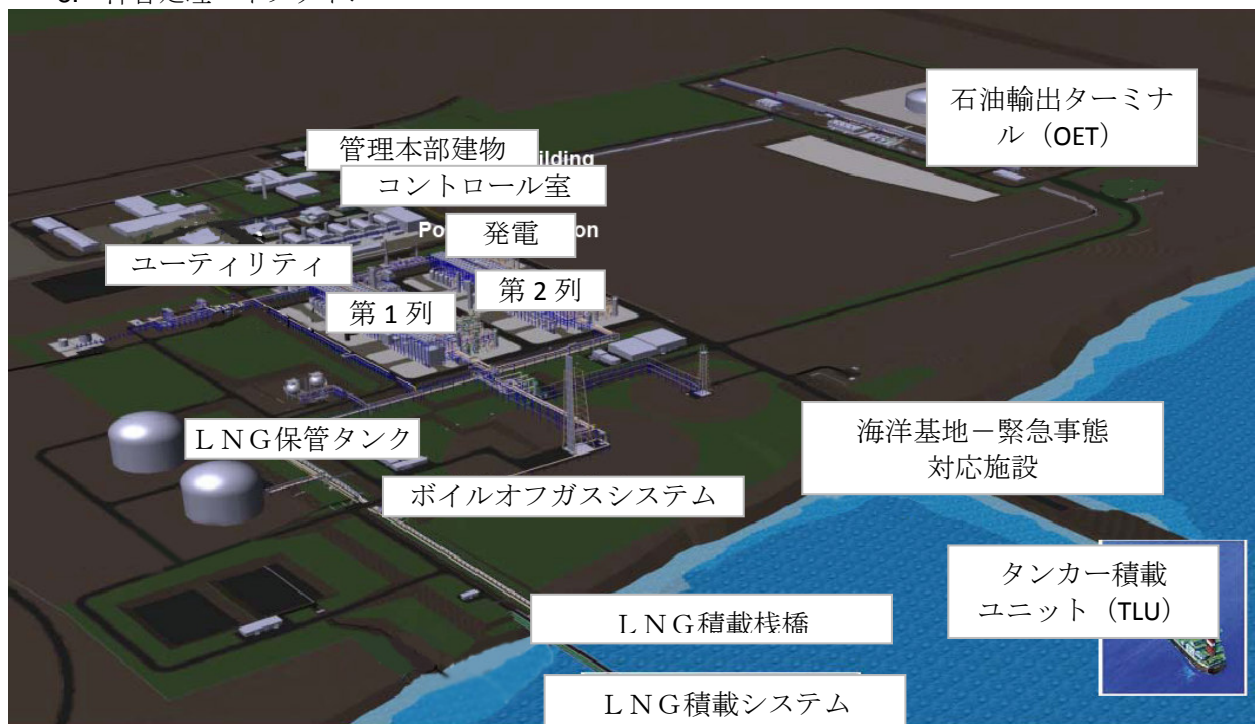 石油輸出ターミナ
ル（OET）
管理本部建物
ilding
コントロール室
Po
発電
on
ユーティリティ
第 2 列
第 1 列
ＬＮＧ保管タンク
海洋基地－緊急事態
対応施設
ボイルオフガスシステム
タンカー積載
ユニット（TLU）
ＬＮＧ積載桟橋
ＬＮＧ積載システム